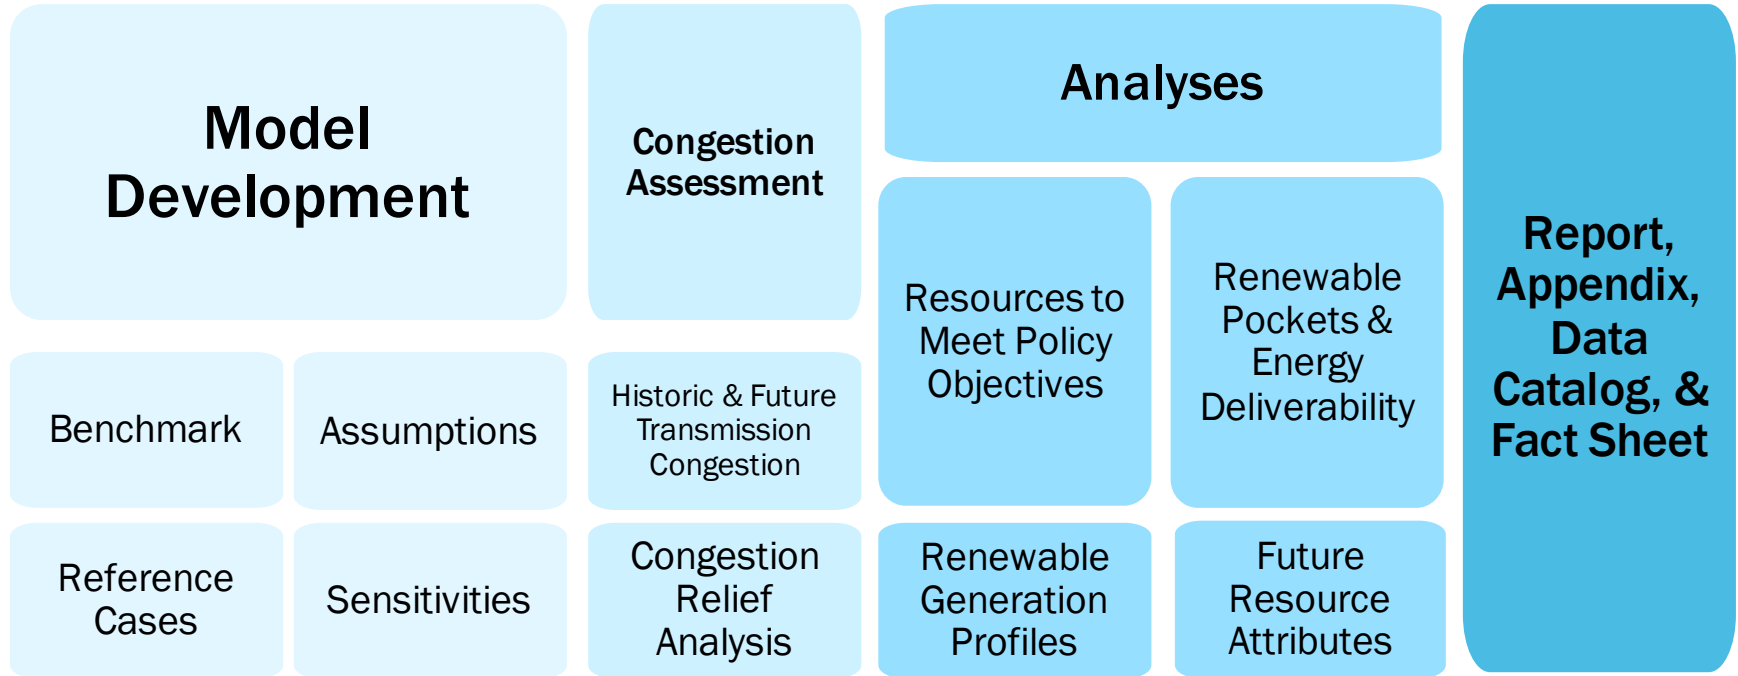 Model
Development
Benchmark
Assumptions
Reference
Cases
Sensitivities
Congestion
Assessment
Historic & Future
Transmission
Congestion
Congestion
Relief
Analysis
Analyses
Resources to
Meet Policy
Objectives
Renewable
Pockets &
Energy
Deliverability
Renewable
Generation
Profiles
Future
Resource
Attributes
Report,
Appendix,
Data
Catalog, &
Fact Sheet